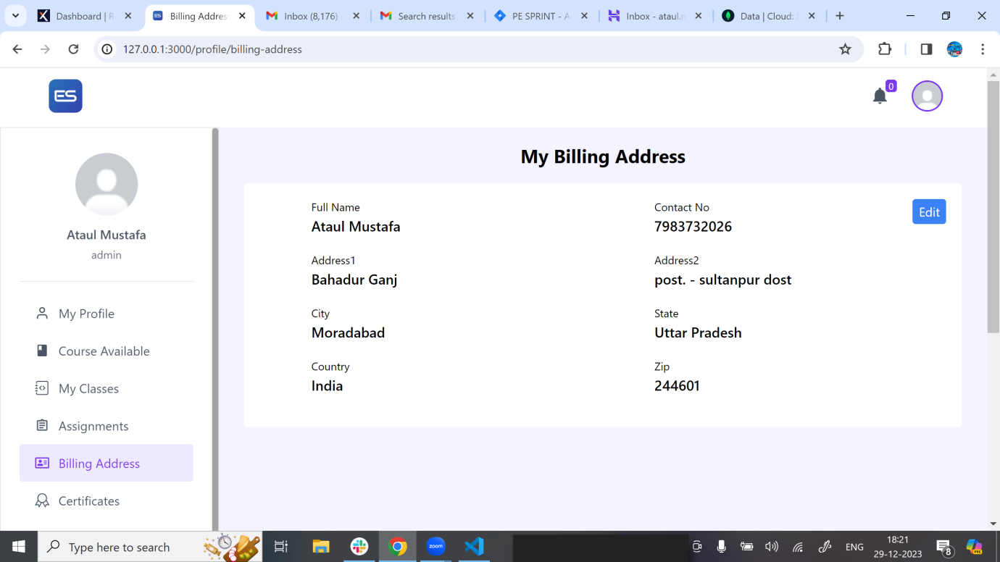 Dashboard | R
Billing Addres
Inbox (8,176)
Search results
PE SPRINT - A
Inbox - ataul.r
Data | Cloud:
127.0.0.1:3000/profile/billing-address
ES
0
Ataul Mustafa
admin
My Profile
Course Available
My Classes
Assignments
Billing Address
Certificates
My Billing Address
Edit
Full Name
Ataul Mustafa
Contact No
7983732026
Address1
Bahadur Ganj
Address2
post. - sultanpur dost
City
Moradabad
State
Uttar Pradesh
Country
India
Zip
244601
Type here to search
zoom
ENG
18:21
29-12-2023
8
PRE